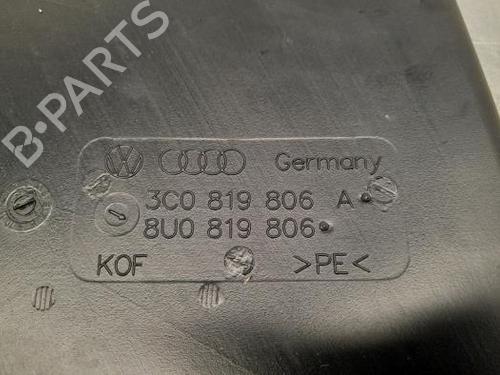 B-PARTS
Germany
3C0 819 806 A
8U0 819 806
KOF >PE<